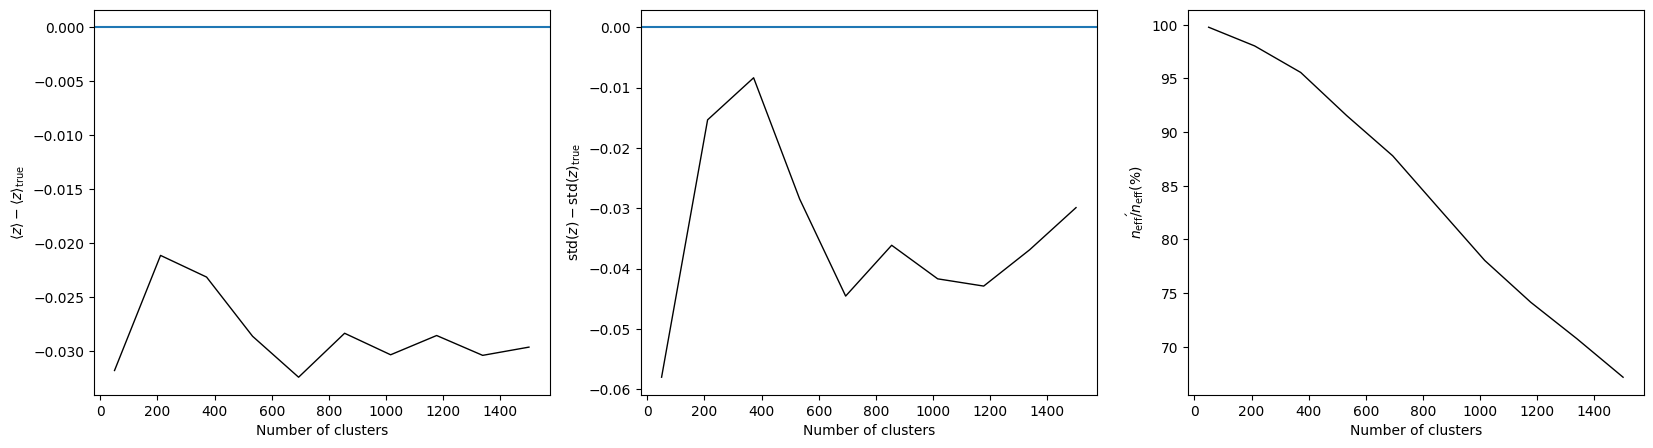 0.000
−0.005
−0.010
−0.015
−0.020
−0.025
−0.030
⟨z⟩ − ⟨z⟩true
0 200 400 600 800 1000 1200 1400
Number of clusters
0.00
−0.01
−0.02
−0.03
−0.04
−0.05
−0.06
std(z) − std(z)true
0 200 400 600 800 1000 1200 1400
Number of clusters
100
95
90
85
80
75
70
n′eff/neff(%)
0 200 400 600 800 1000 1200 1400
Number of clusters